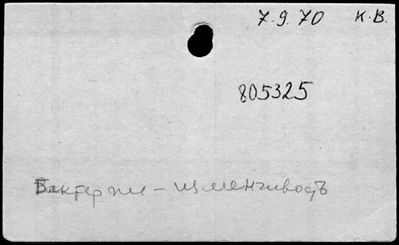 7.9.70 К.В.
805325
Бактерии – изменчивость